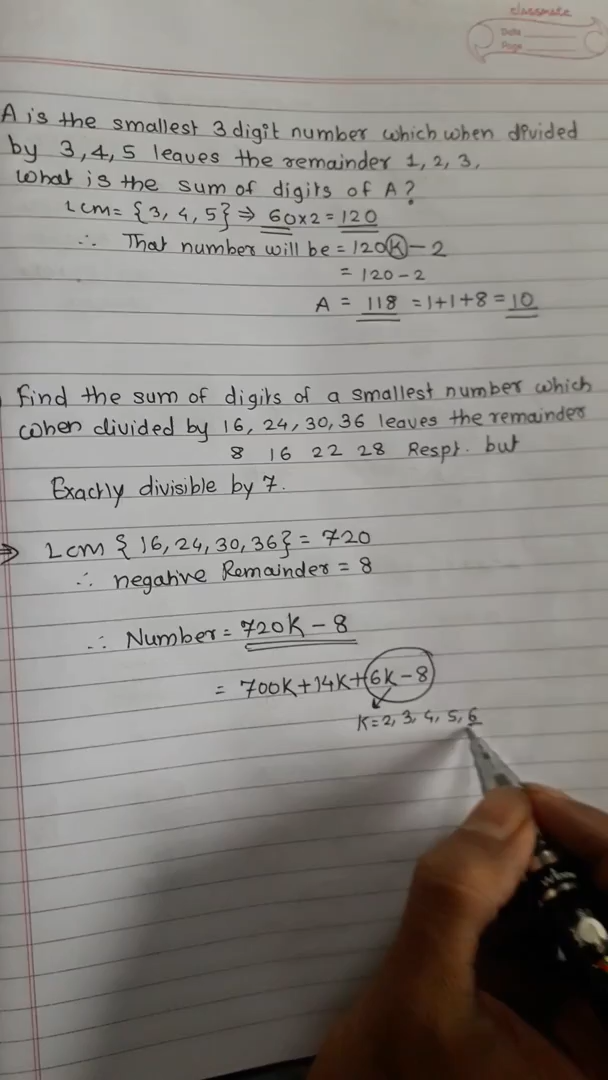 classmate
Date
Page
A is the smallest 3 digit number which when divided
by 3, 4, 5 leaves the remainder 1, 2, 3.
What is the sum of digits of A?
Lcm = {3, 4, 5} ⇒ 60×2 = 120
∴ That number will be = 120K − 2
= 120 − 2
A = 118 = 1+1+8 = 10
Find the sum of digits of a smallest number which
when divided by 16, 24, 30, 36 leaves the remainder
8 16 22 28 Respt. but
Exactly divisible by 7.
⇒ Lcm {16, 24, 30, 36} = 720
∴ negative Remainder = 8
∴ Number = 720K − 8
= 700K + 14K + 6K − 8
K = 2, 3, 4, 5, 6